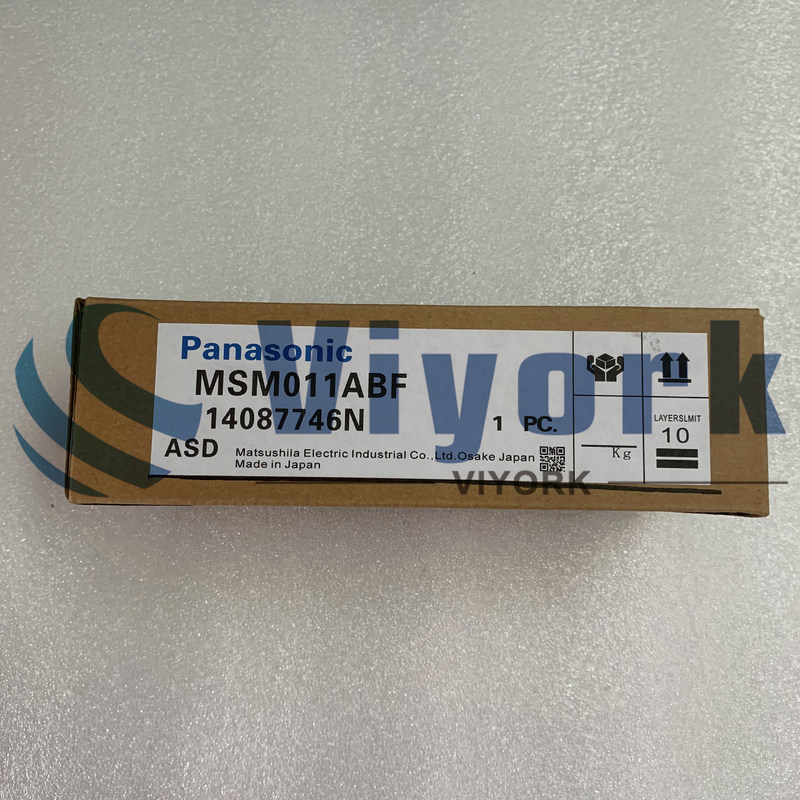 Viyork
Panasonic
MSM011ABF
14087746N
1 PC.
ASD
Matsushila Electric Industrial Co.,Ltd.Osake Japan
Made in Japan
Kg
LAYERSLMIT
10
VIYORK